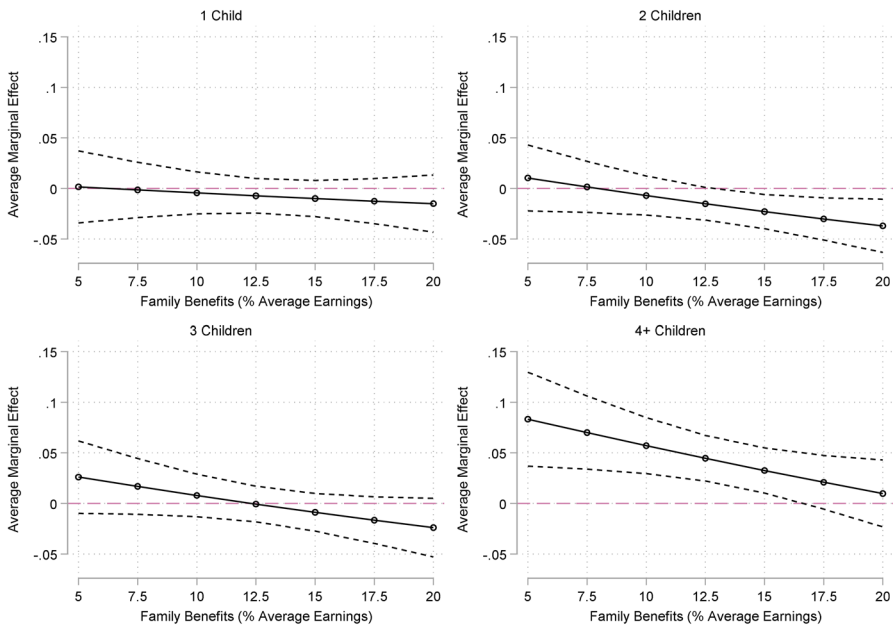 1 Child
.15
.1
.05
0
-.05
Average Marginal Effect
5 7.5 10 12.5 15 17.5 20
Family Benefits (% Average Earnings)
2 Children
.15
.1
.05
0
-.05
Average Marginal Effect
5 7.5 10 12.5 15 17.5 20
Family Benefits (% Average Earnings)
3 Children
.15
.1
.05
0
-.05
Average Marginal Effect
5 7.5 10 12.5 15 17.5 20
Family Benefits (% Average Earnings)
4+ Children
.15
.1
.05
0
-.05
Average Marginal Effect
5 7.5 10 12.5 15 17.5 20
Family Benefits (% Average Earnings)